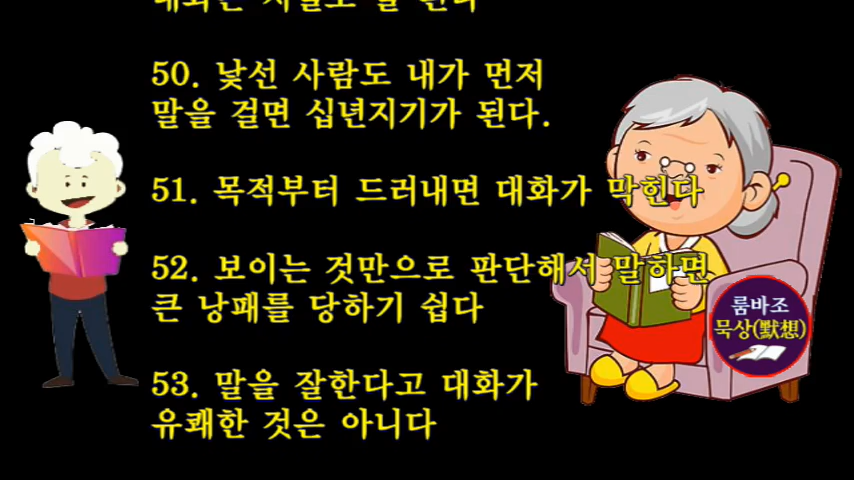 50. 낯선 사람도 내가 먼저
말을 걸면 십년지기가 된다.
51. 목적부터 드러내면 대화가 막힌다
52. 보이는 것만으로 판단해서 말하면
큰 낭패를 당하기 쉽다
53. 말을 잘한다고 대화가
유쾌한 것은 아니다
룸바조
묵상(默想)